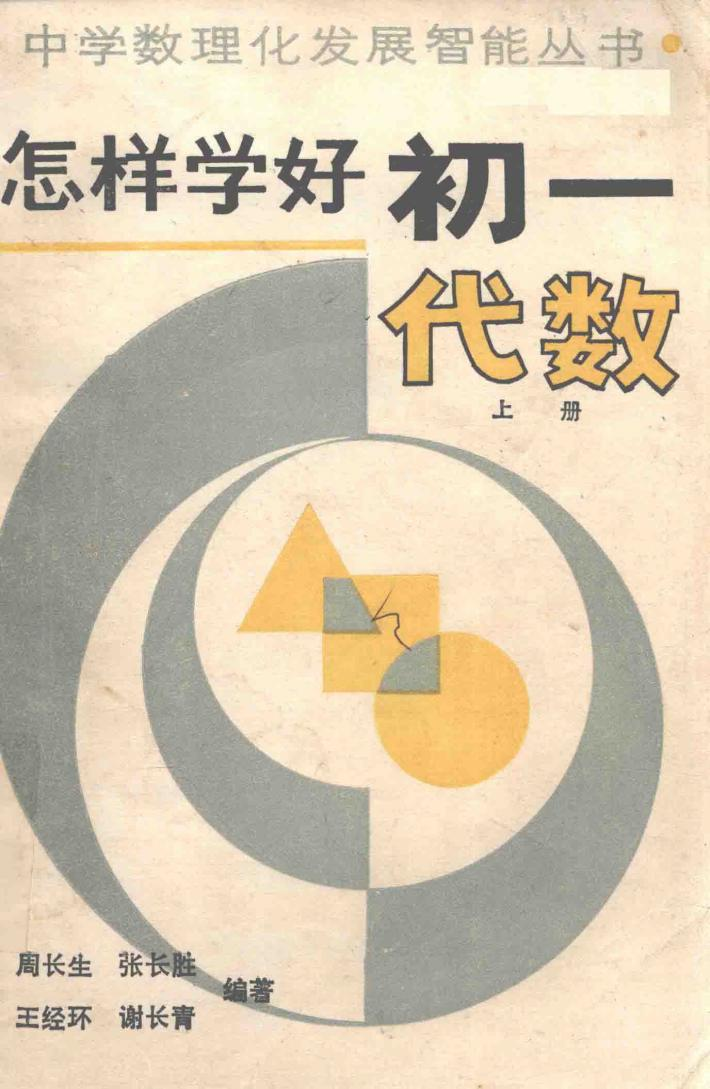 中学数理化发展智能丛书
怎样学好初一
代数
上册
周长生 张长胜
王经环 谢长青
编著